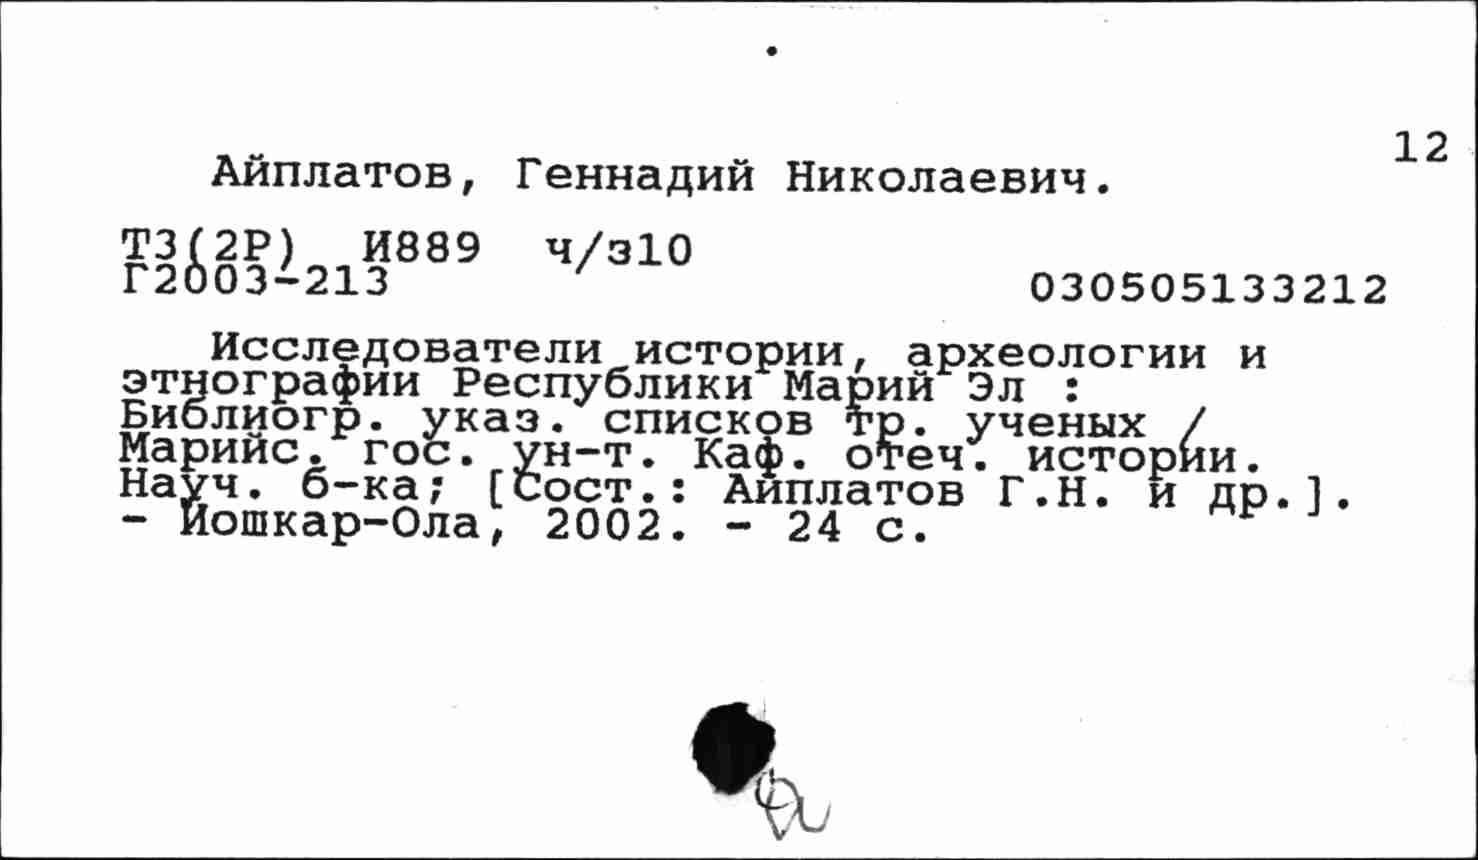 12
Айплатов, Геннадий Николаевич.
Т3(2Р) И889 ч/з10
Г2003-213
030505133212
Исследователи истории, археологии и
этнографии Республики Марий Эл :
Библиогр. указ. списков тр. ученых /
Марийс. гос. ун-т. Каф. отеч. истории.
Науч. б-ка; [Сост.: Айплатов Г.Н. и др.].
- Йошкар-Ола, 2002. - 24 с.